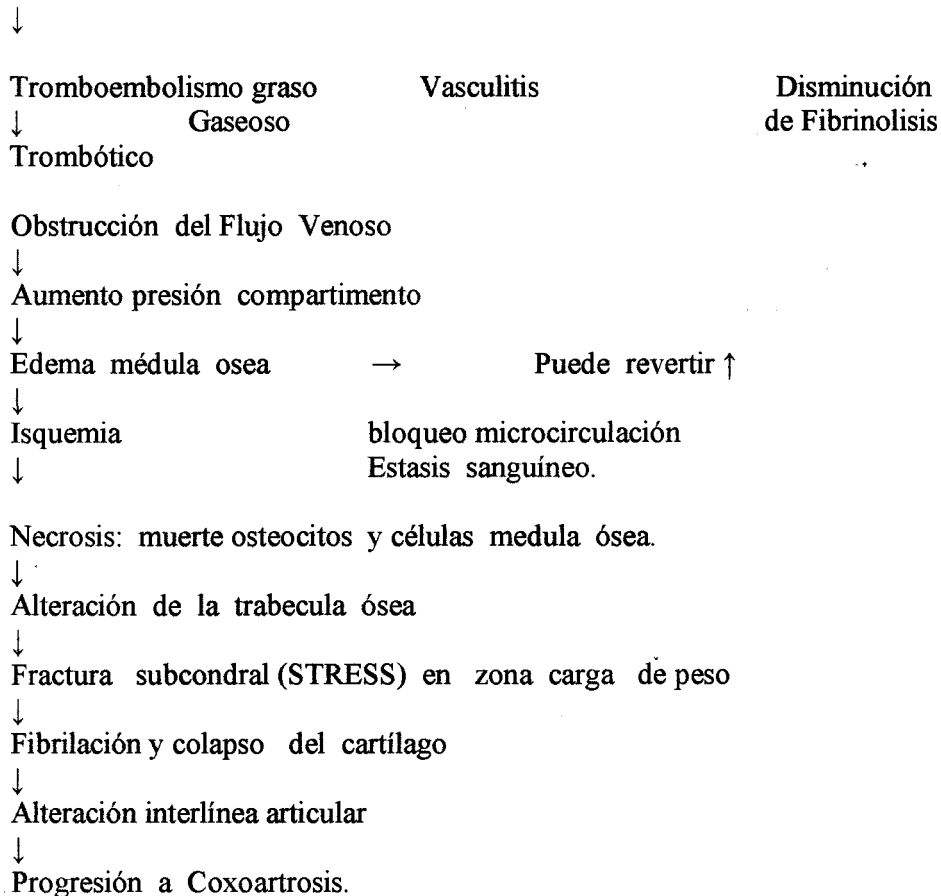 ↓
Tromboembolismo graso Vasculitis Disminución
↓ Gaseoso de Fibrinolisis
Trombótico
Obstrucción del Flujo Venoso
↓
Aumento presión compartimento
↓
Edema médula osea → Puede revertir ↑
↓
Isquemia bloqueo microcirculación
↓ Estasis sanguíneo.
Necrosis: muerte osteocitos y células medula ósea.
↓
Alteración de la trabecula ósea
↓
Fractura subcondral (STRESS) en zona carga de peso
↓
Fibrilación y colapso del cartílago
↓
Alteración interlínea articular
↓
Progresión a Coxoartrosis.